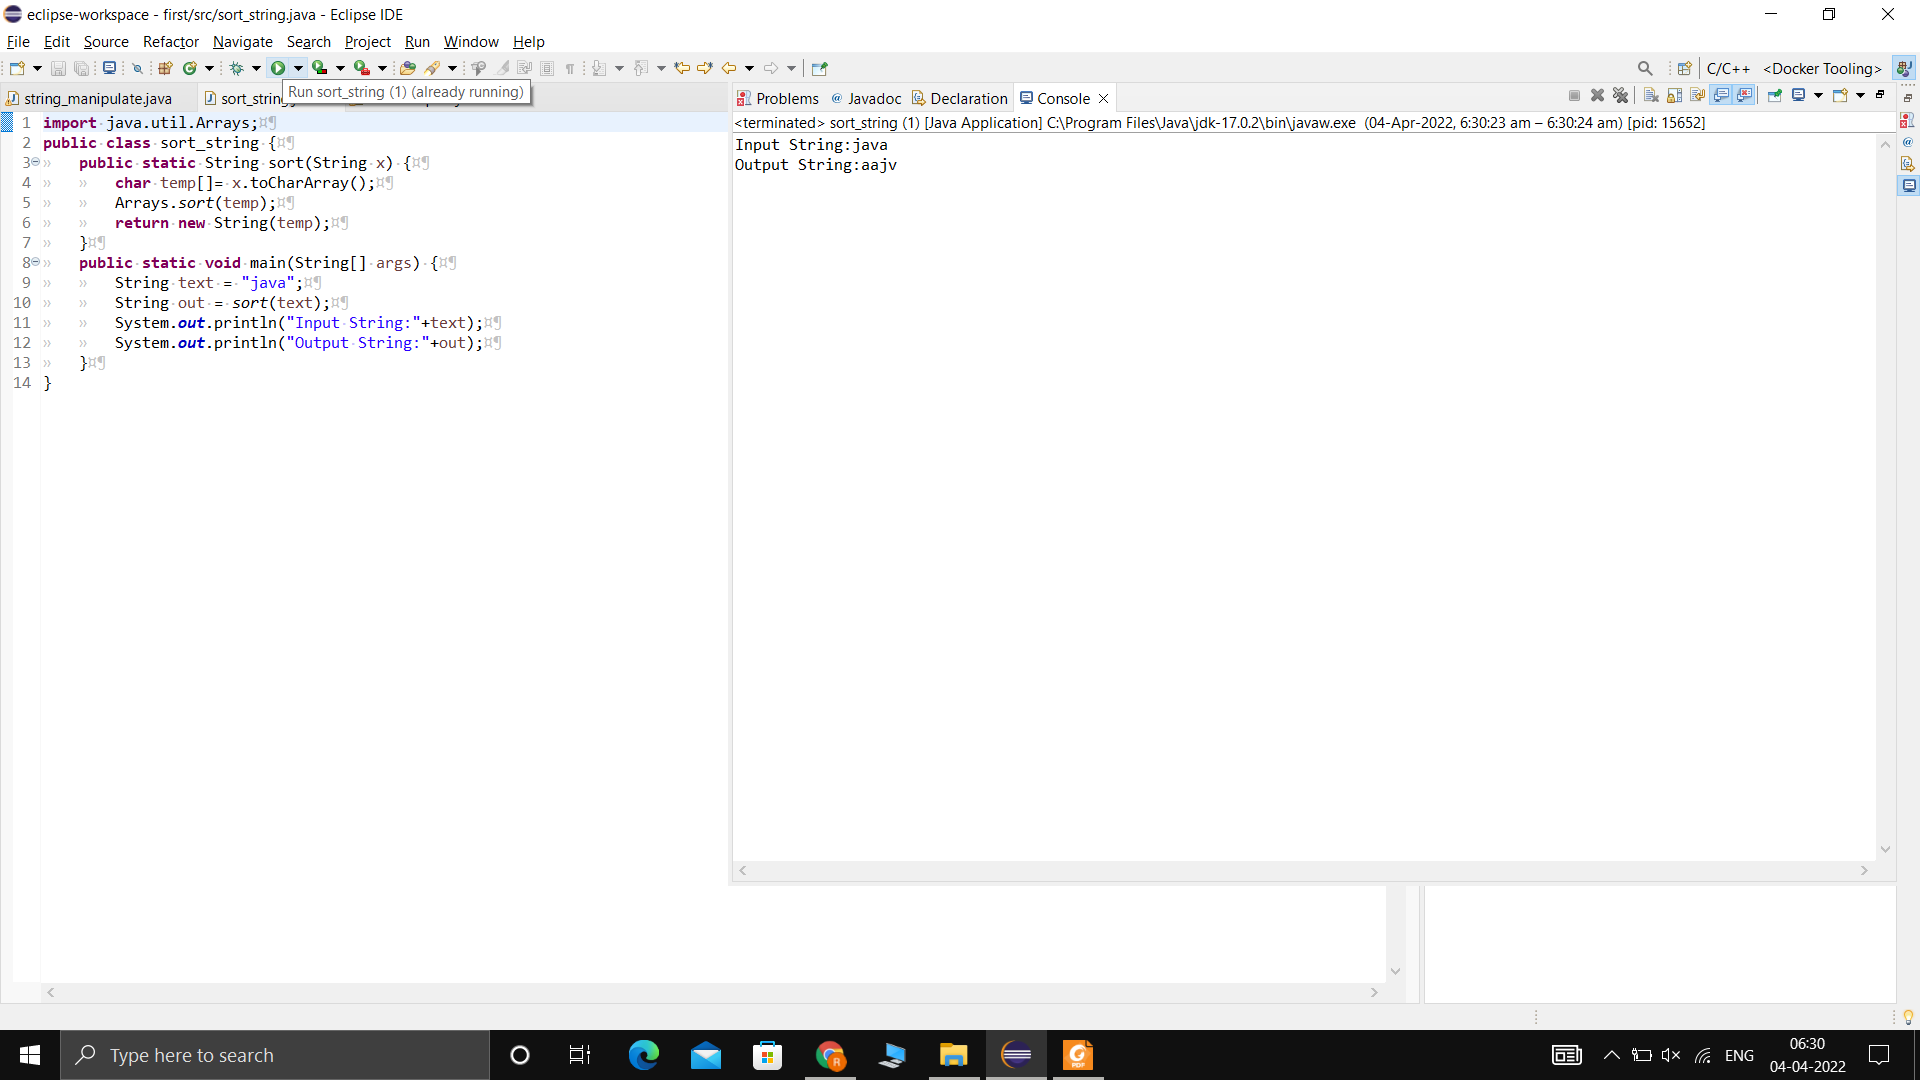 eclipse-workspace - first/src/sort_string.java - Eclipse IDE
File Edit Source Refactor Navigate Search Project Run Window Help
C/C++ <Docker Tooling>
string_manipulate.java
Run sort_string (1) (already running)
Problems Javadoc Declaration Console
1 import java.util.Arrays;
2 public class sort_string {
3 public static String sort(String x) {
4 char temp[]= x.toCharArray();
5 Arrays.sort(temp);
6 return new String(temp);
7 }
8 public static void main(String[] args) {
9 String text = "java";
10 String out = sort(text);
11 System.out.println("Input String:"+text);
12 System.out.println("Output String:"+out);
13 }
14 }
<terminated> sort_string (1) [Java Application] C:\Program Files\Java\jdk-17.0.2\bin\javaw.exe (04-Apr-2022, 6:30:23 am – 6:30:24 am) [pid: 15652]
Input String:java
Output String:aajv
Type here to search
ENG
06:30
04-04-2022